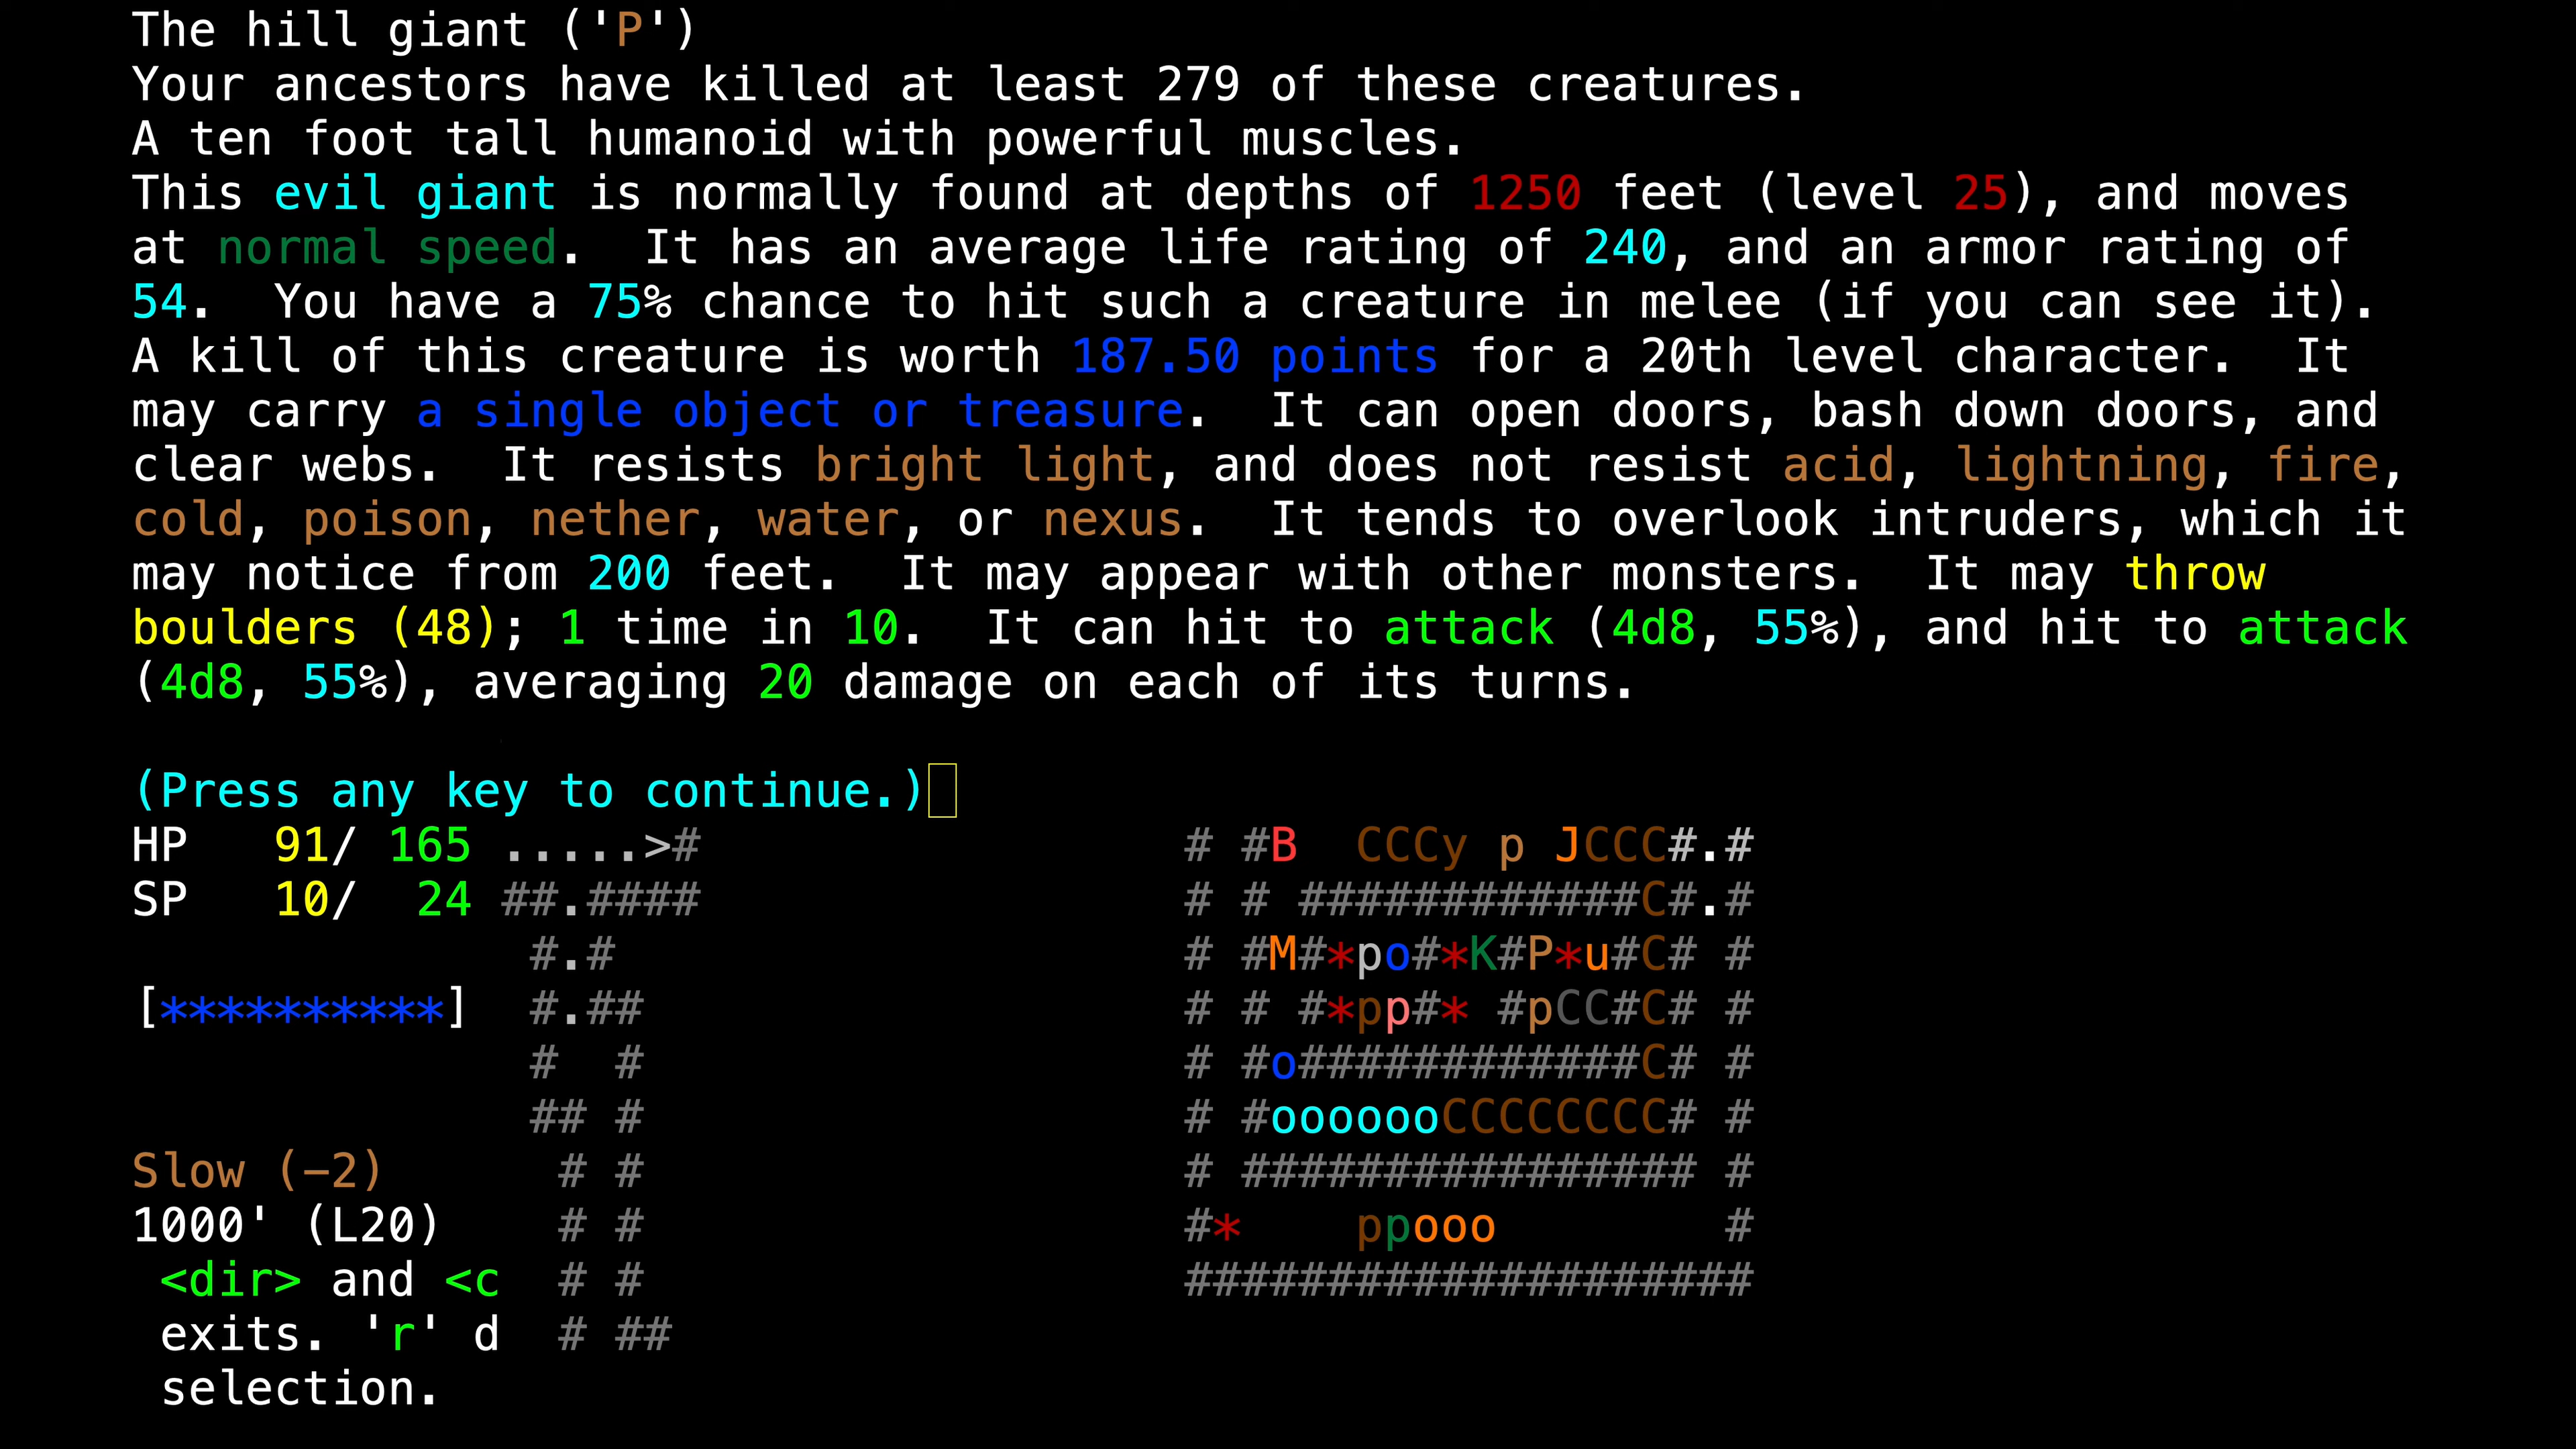 The hill giant ('P')
Your ancestors have killed at least 279 of these creatures.
A ten foot tall humanoid with powerful muscles.
This evil giant is normally found at depths of 1250 feet (level 25), and moves
at normal speed.  It has an average life rating of 240, and an armor rating of
54.  You have a 75% chance to hit such a creature in melee (if you can see it).
A kill of this creature is worth 187.50 points for a 20th level character.  It
may carry a single object or treasure.  It can open doors, bash down doors, and
clear webs.  It resists bright light, and does not resist acid, lightning, fire,
cold, poison, nether, water, or nexus.  It tends to overlook intruders, which it
may notice from 200 feet.  It may appear with other monsters.  It may throw
boulders (48); 1 time in 10.  It can hit to attack (4d8, 55%), and hit to attack
(4d8, 55%), averaging 20 damage on each of its turns.
(Press any key to continue.)
HP   91/ 165 .....>#                 # #B  CCCy p JCCC#.#
SP   10/  24 ##.####                 # # ############C#.#
              #.#                    # #M#*po#*K#P*u#C# #
[**********]  #.##                   # # #*pp#* #pCC#C# #
              #  #                   # #o############C# #
              ## #                   # #ooooooCCCCCCCC# #
Slow (-2)      # #                   # ################ #
1000' (L20)    # #                   #*    ppooo        #
 <dir> and <c  # #                   ####################
 exits. 'r' d  # ##
 selection.